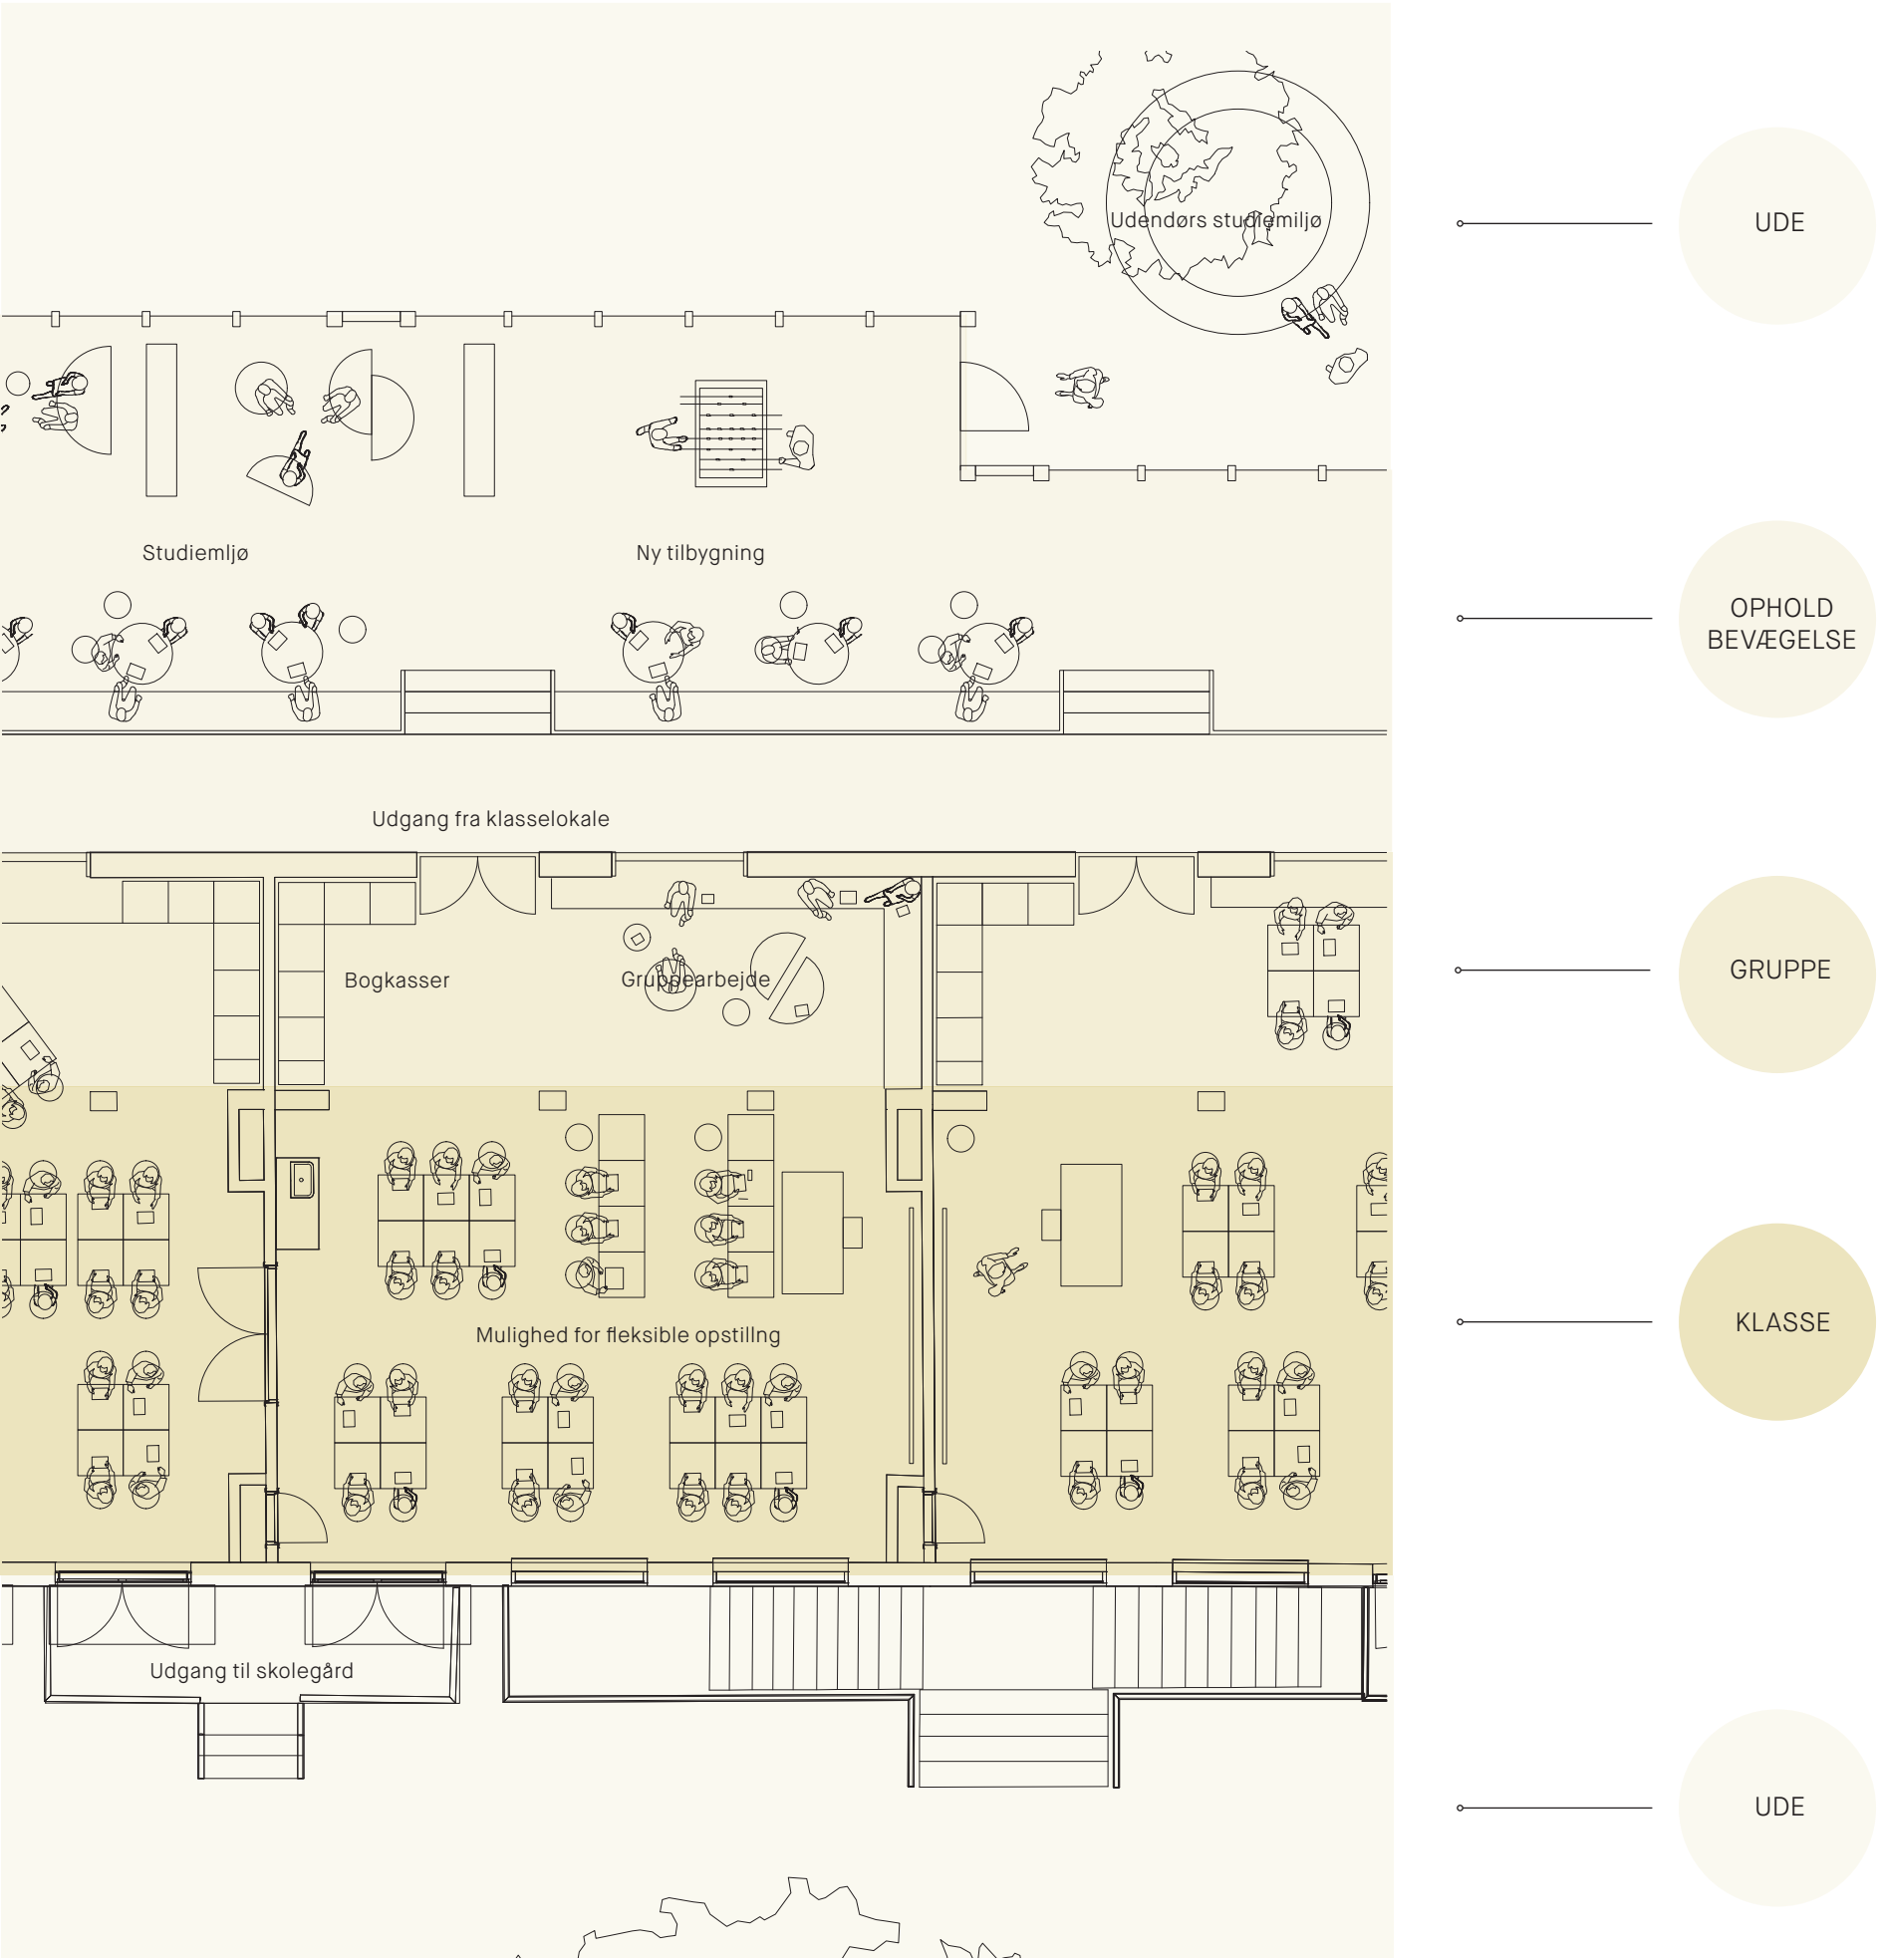 Udendørs studiemiljø
UDE
Studiemljø
Ny tilbygning
OPHOLD
BEVÆGELSE
Udgang fra klasselokale
Bogkasser
Gruppearbejde
GRUPPE
Mulighed for fleksible opstillng
KLASSE
Udgang til skolegård
UDE